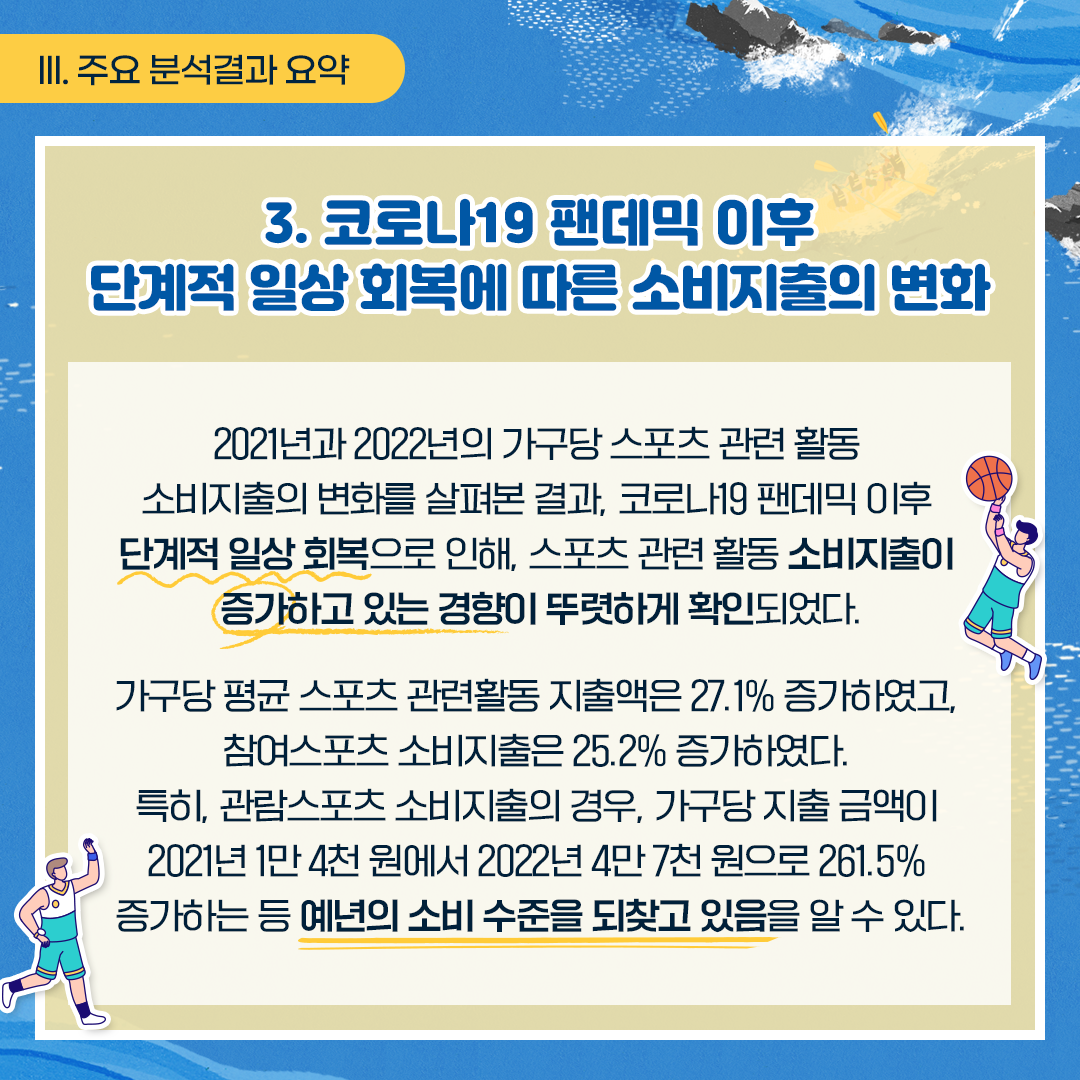 III. 주요 분석결과 요약
3. 코로나19 팬데믹 이후
단계적 일상 회복에 따른 소비지출의 변화
2021년과 2022년의 가구당 스포츠 관련 활동
소비지출의 변화를 살펴본 결과, 코로나19 팬데믹 이후
단계적 일상 회복으로 인해, 스포츠 관련 활동 소비지출이
증가하고 있는 경향이 뚜렷하게 확인되었다.
가구당 평균 스포츠 관련활동 지출액은 27.1% 증가하였고,
참여스포츠 소비지출은 25.2% 증가하였다.
특히, 관람스포츠 소비지출의 경우, 가구당 지출 금액이
2021년 1만 4천 원에서 2022년 4만 7천 원으로 261.5%
증가하는 등 예년의 소비 수준을 되찾고 있음을 알 수 있다.